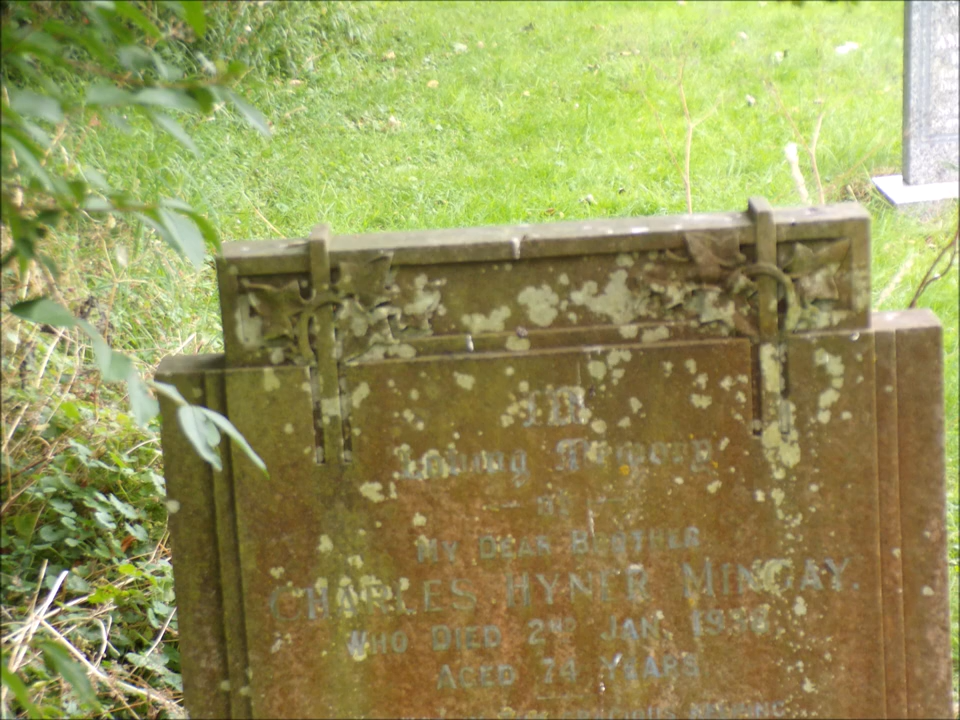 In
Loving Memory
of
MY DEAR BROTHER
CHARLES HYNER MINGAY.
WHO DIED 2ND JAN.
AGED 74 YEARS